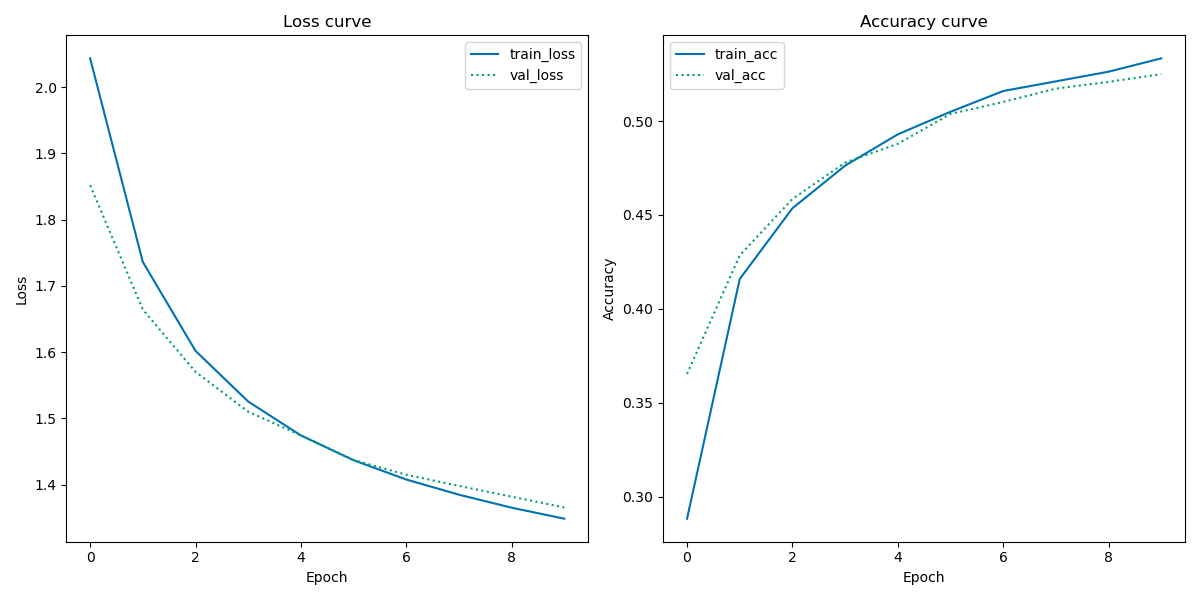 Loss curve
train_loss
val_loss
2.0
1.9
1.8
1.7
1.6
1.5
1.4
Loss
0
2
4
6
8
Epoch
Accuracy curve
train_acc
val_acc
0.50
0.45
0.40
0.35
0.30
Accuracy
0
2
4
6
8
Epoch